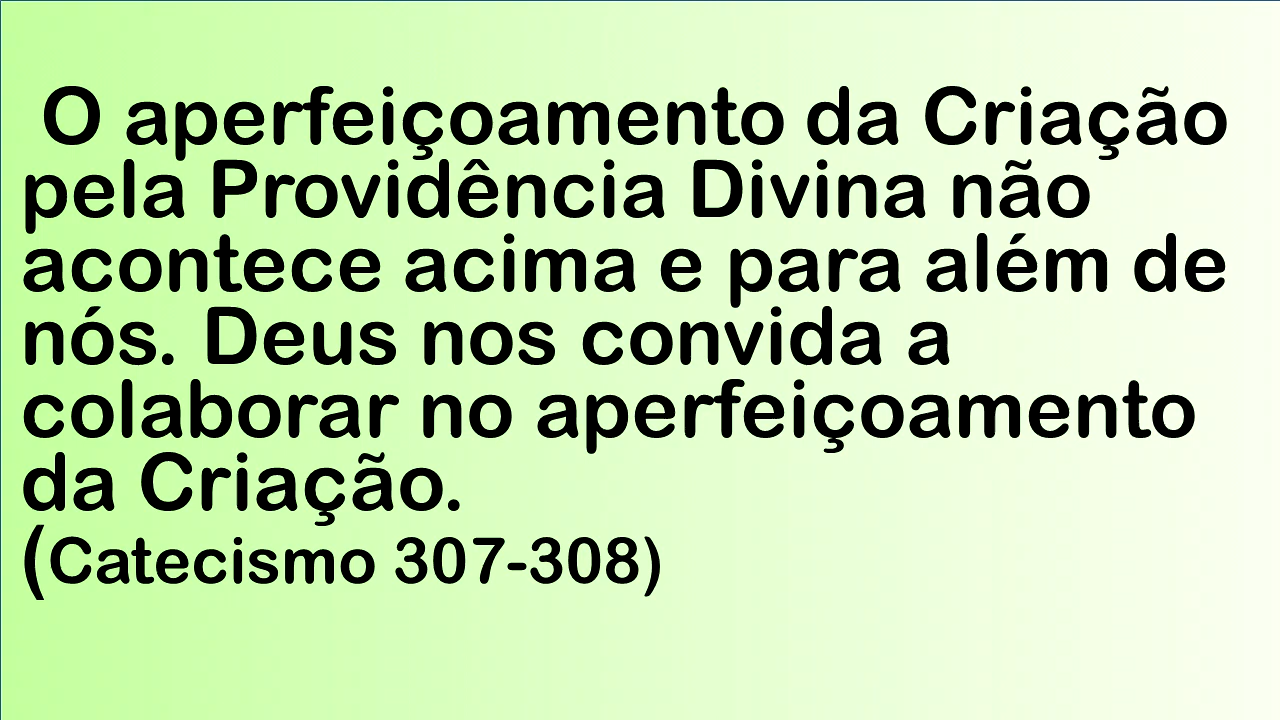 O aperfeiçoamento da Criação
pela Providência Divina não
acontece acima e para além de
nós. Deus nos convida a
colaborar no aperfeiçoamento
da Criação.
(Catecismo 307-308)